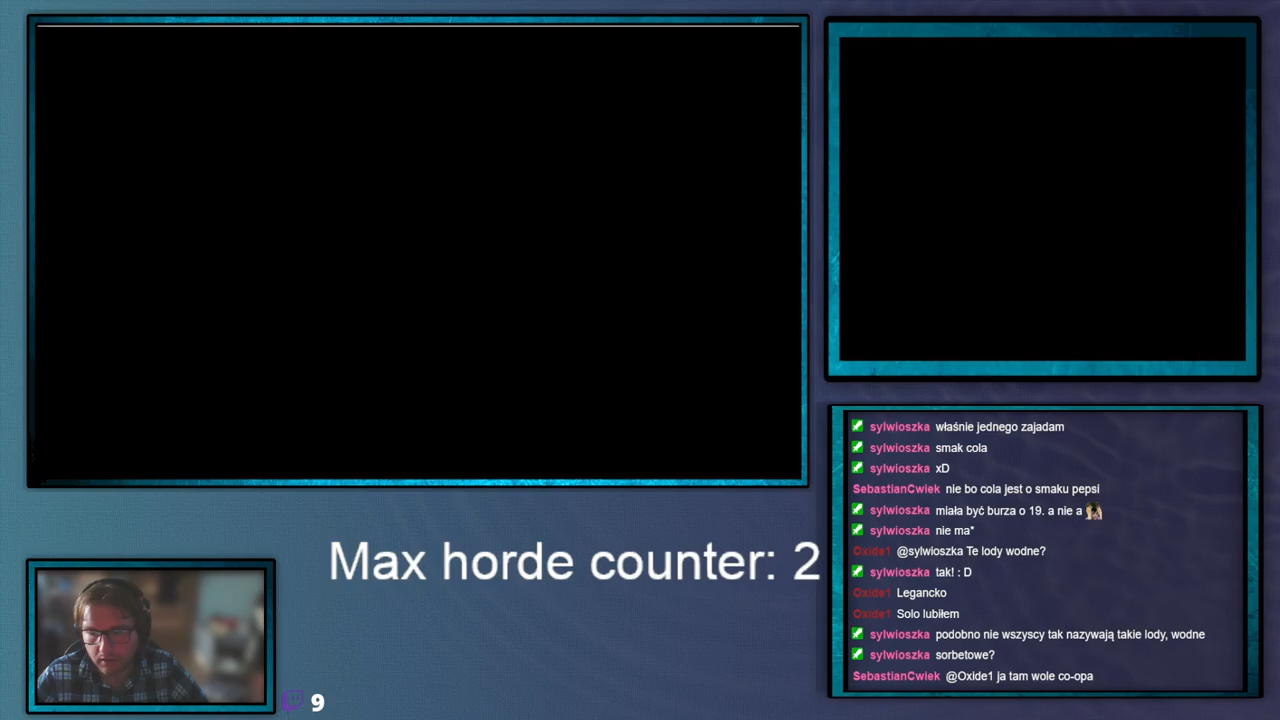 Max horde counter: 2
9
sylwioszka właśnie jednego zajadam
sylwioszka smak cola
sylwioszka xD
SebastianCwiek nie bo cola jest o smaku pepsi
sylwioszka miała być burza o 19. a nie a
sylwioszka nie ma*
Oxide1 @sylwioszka Te lody wodne?
sylwioszka tak! : D
Oxide1 Legancko
Oxide1 Solo lubiłem
sylwioszka podobno nie wszyscy tak nazywają takie lody, wodne
sylwioszka sorbetowe?
SebastianCwiek @Oxide1 ja tam wole co-opa